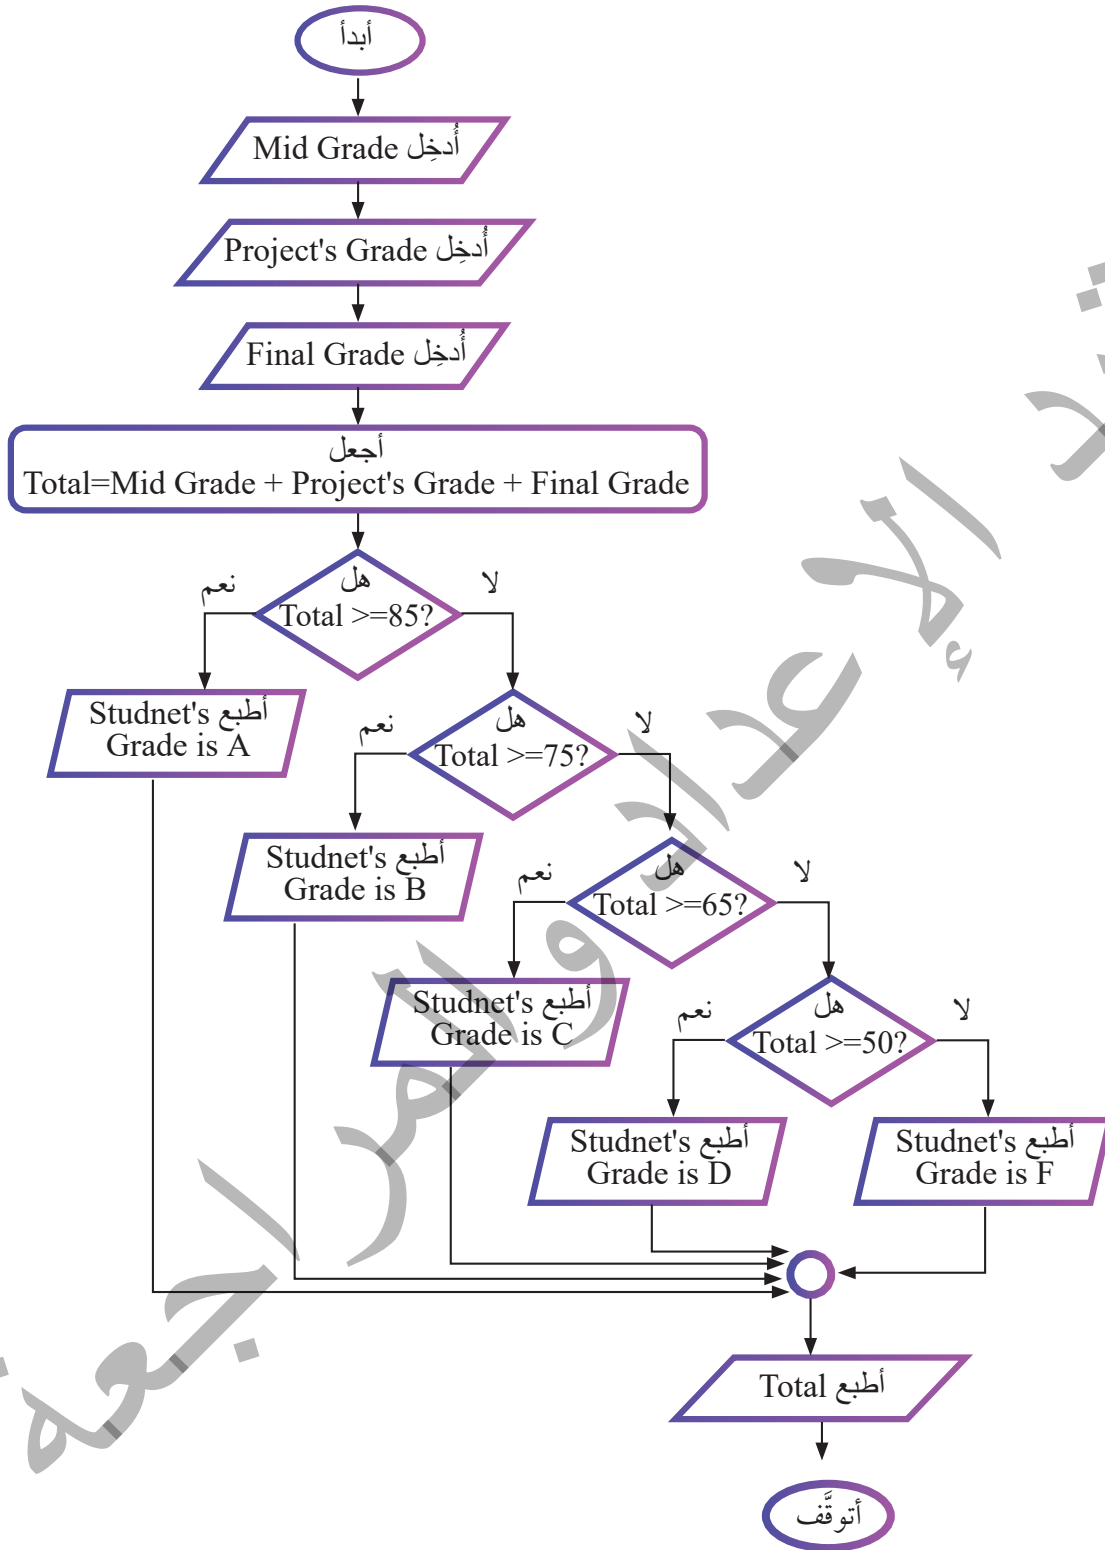 أبدأ
أُدخِل Mid Grade
أُدخِل Project's Grade
أُدخِل Final Grade
أجعل
Total=Mid Grade + Project's Grade + Final Grade
هل
Total >=85?
نعم
لا
أطبع Studnet's
Grade is A
هل
Total >=75?
نعم
لا
أطبع Studnet's
Grade is B
هل
Total >=65?
نعم
لا
أطبع Studnet's
Grade is C
هل
Total >=50?
نعم
لا
أطبع Studnet's
Grade is D
أطبع Studnet's
Grade is F
أطبع Total
أتوقَّف
الإعداد والمراجعة